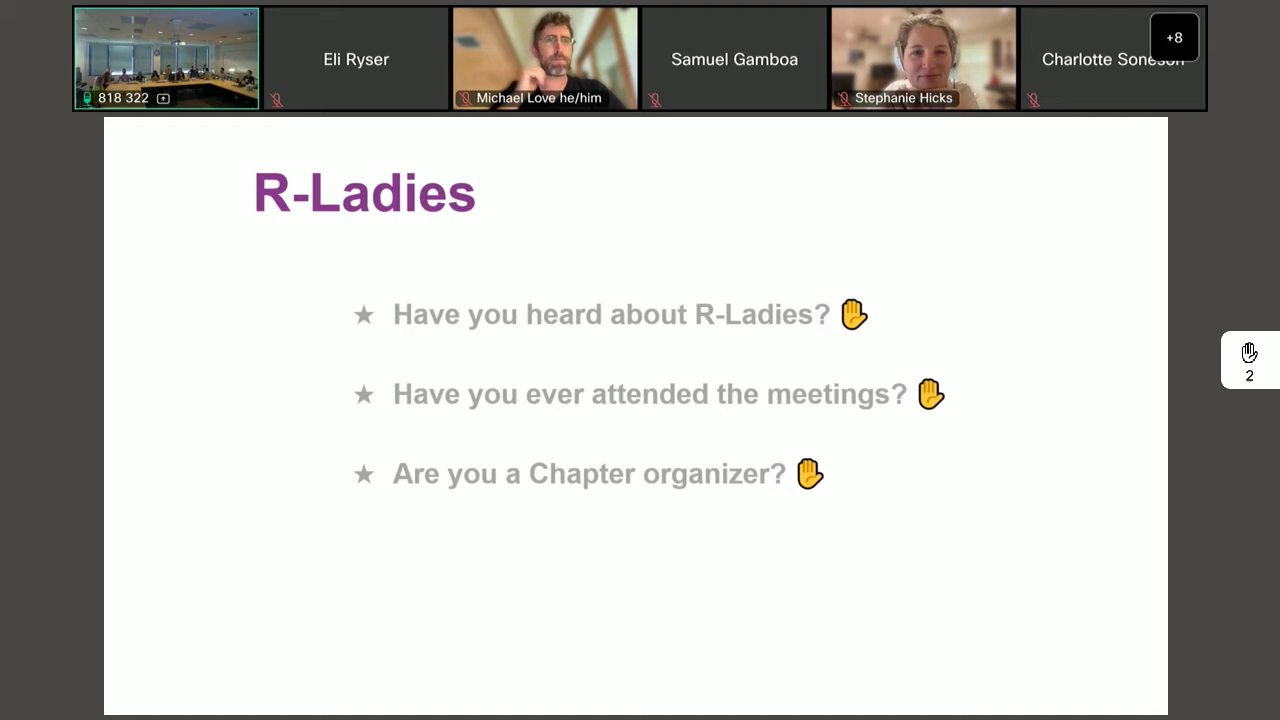 818 322
Eli Ryser
Michael Love he/him
Samuel Gamboa
Stephanie Hicks
Charlotte Soneson
+8
R-Ladies
★ Have you heard about R-Ladies? ✋
★ Have you ever attended the meetings? ✋
★ Are you a Chapter organizer? ✋
2